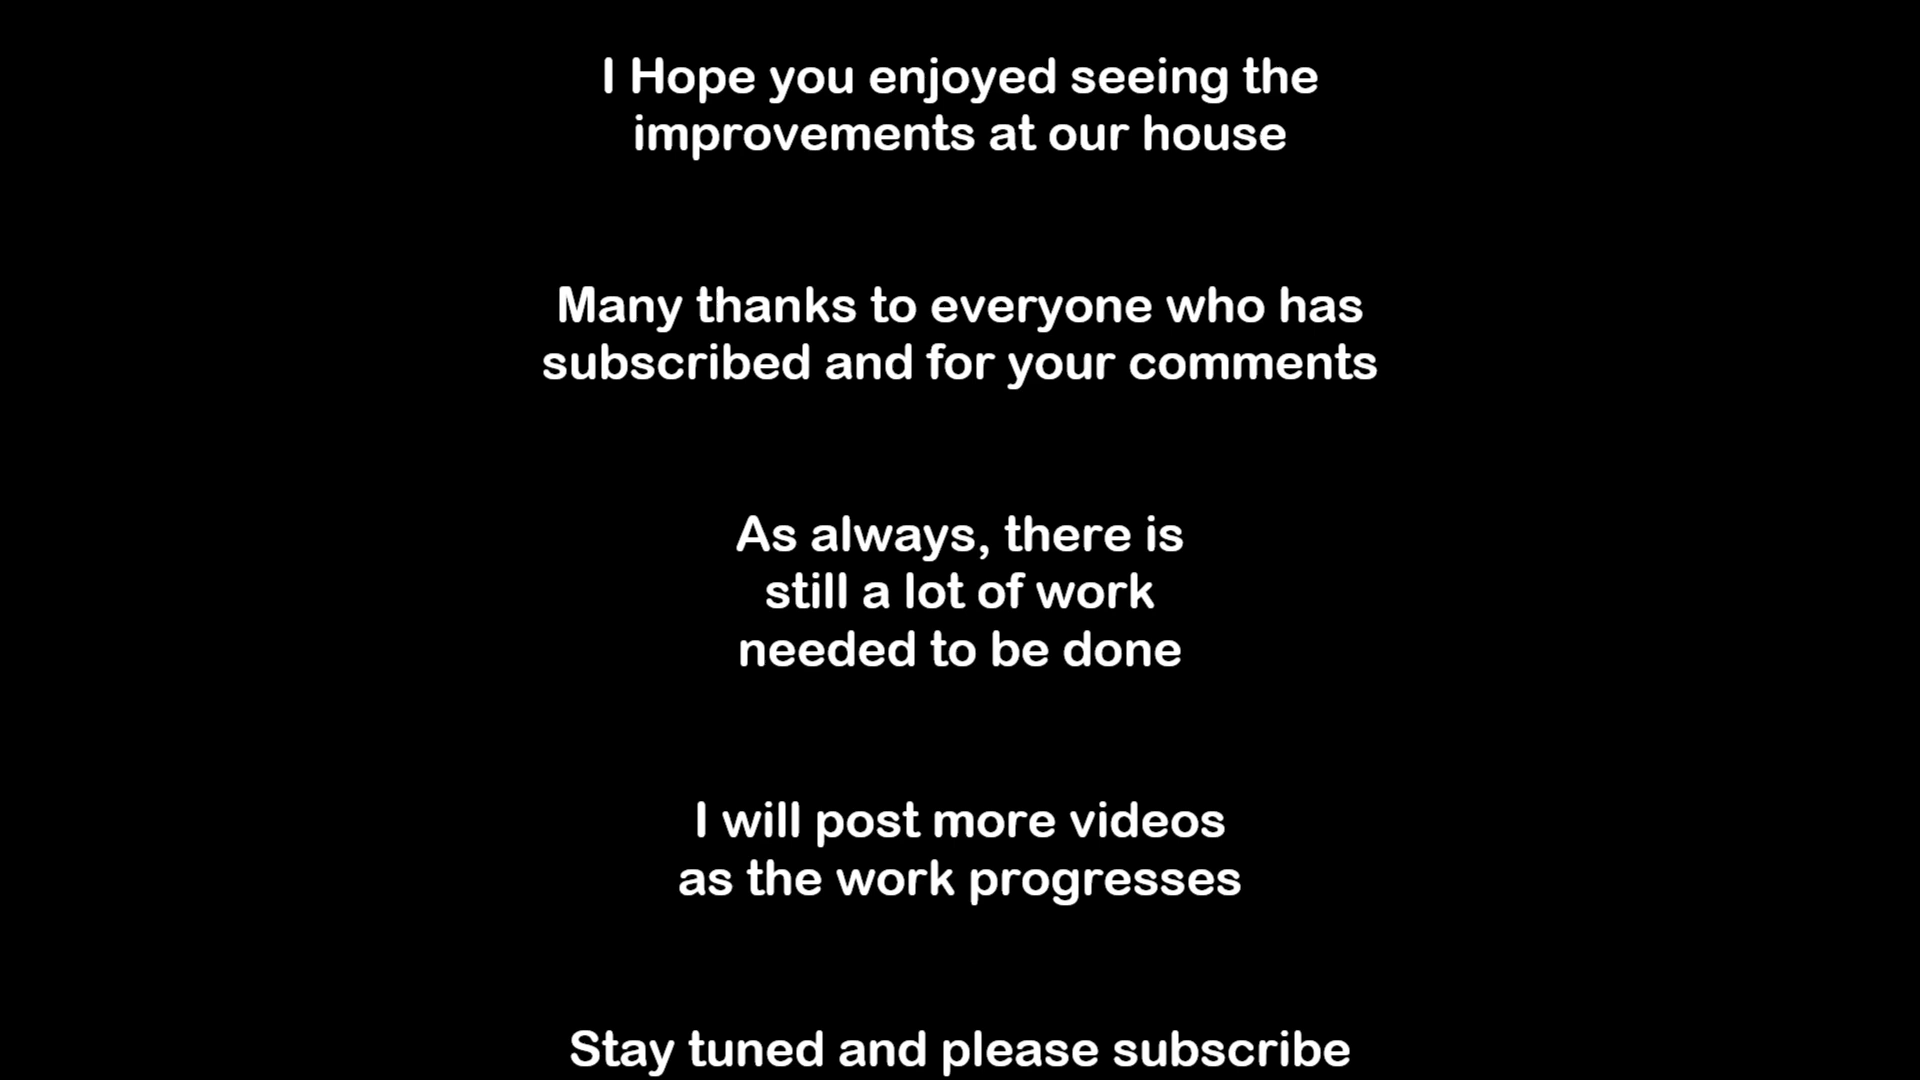 I Hope you enjoyed seeing the
improvements at our house
Many thanks to everyone who has
subscribed and for your comments
As always, there is
still a lot of work
needed to be done
I will post more videos
as the work progresses
Stay tuned and please subscribe